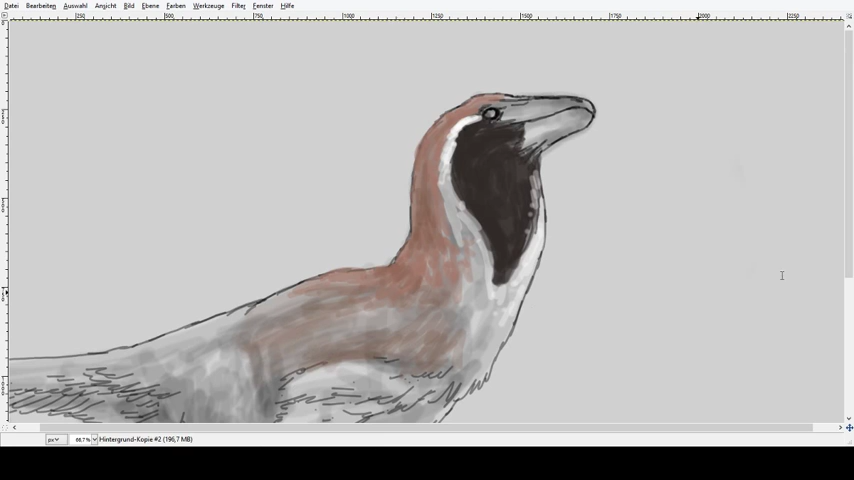 Datei Bearbeiten Auswahl Ansicht Bild Ebene Farben Werkzeuge Filter Fenster Hilfe
250 500 750 1000 1250 1500 1750 2000 2250
px 66,7% Hintergrund-Kopie #2 (196,7 MB)